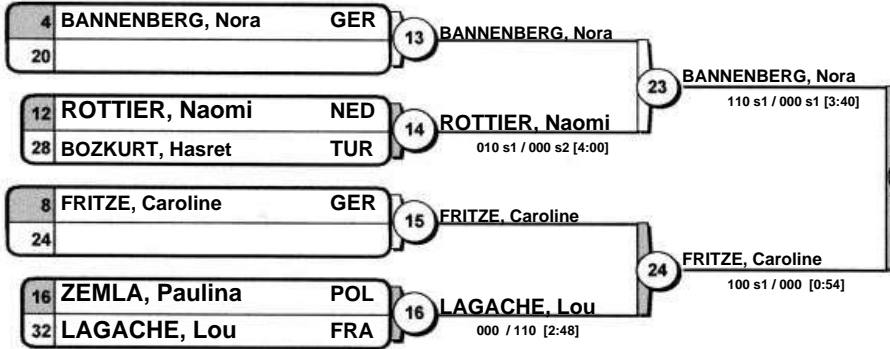 4 BANNENBERG, Nora GER
20
13 BANNENBERG, Nora
12 ROTTIER, Naomi NED
28 BOZKURT, Hasret TUR
14 ROTTIER, Naomi
010 s1 / 000 s2 [4:00]
23 BANNENBERG, Nora
110 s1 / 000 s1 [3:40]
8 FRITZE, Caroline GER
24
15 FRITZE, Caroline
16 ZEMLA, Paulina POL
32 LAGACHE, Lou FRA
16 LAGACHE, Lou
000 / 110 [2:48]
24 FRITZE, Caroline
100 s1 / 000 [0:54]